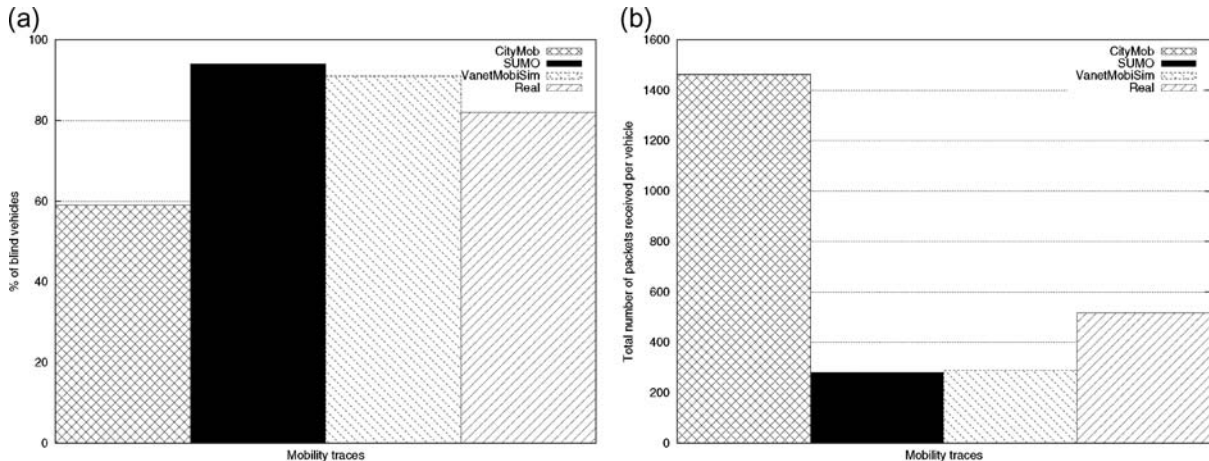 (a)
100
80
60
40
20
0
% of blind vehicles
Mobility traces
CityMob
SUMO
VanetMobiSim
Real
(b)
1600
1400
1200
1000
800
600
400
200
0
Total number of packets received per vehicle
Mobility traces
CityMob
SUMO
VanetMobiSim
Real